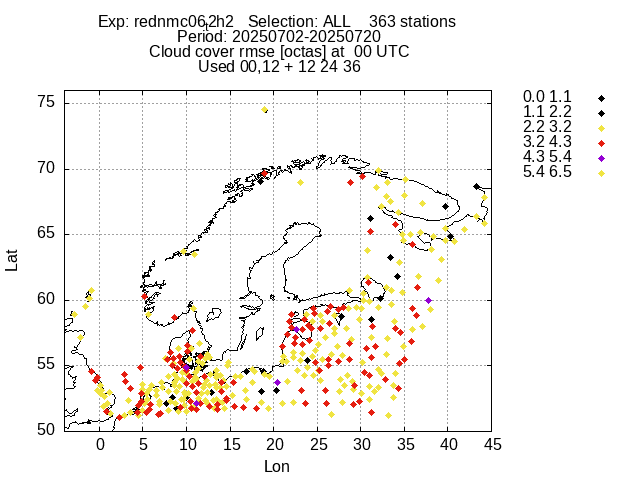 Exp: rednmc06h2h2 Selection: ALL 363 stations
Period: 20250702-20250720
Cloud cover rmse [octas] at 00 UTC
Used 00,12 + 12 24 36
0.0 1.1
1.1 2.2
2.2 3.2
3.2 4.3
4.3 5.4
5.4 6.5
75
70
65
60
55
50
Lat
0 5 10 15 20 25 30 35 40 45
Lon